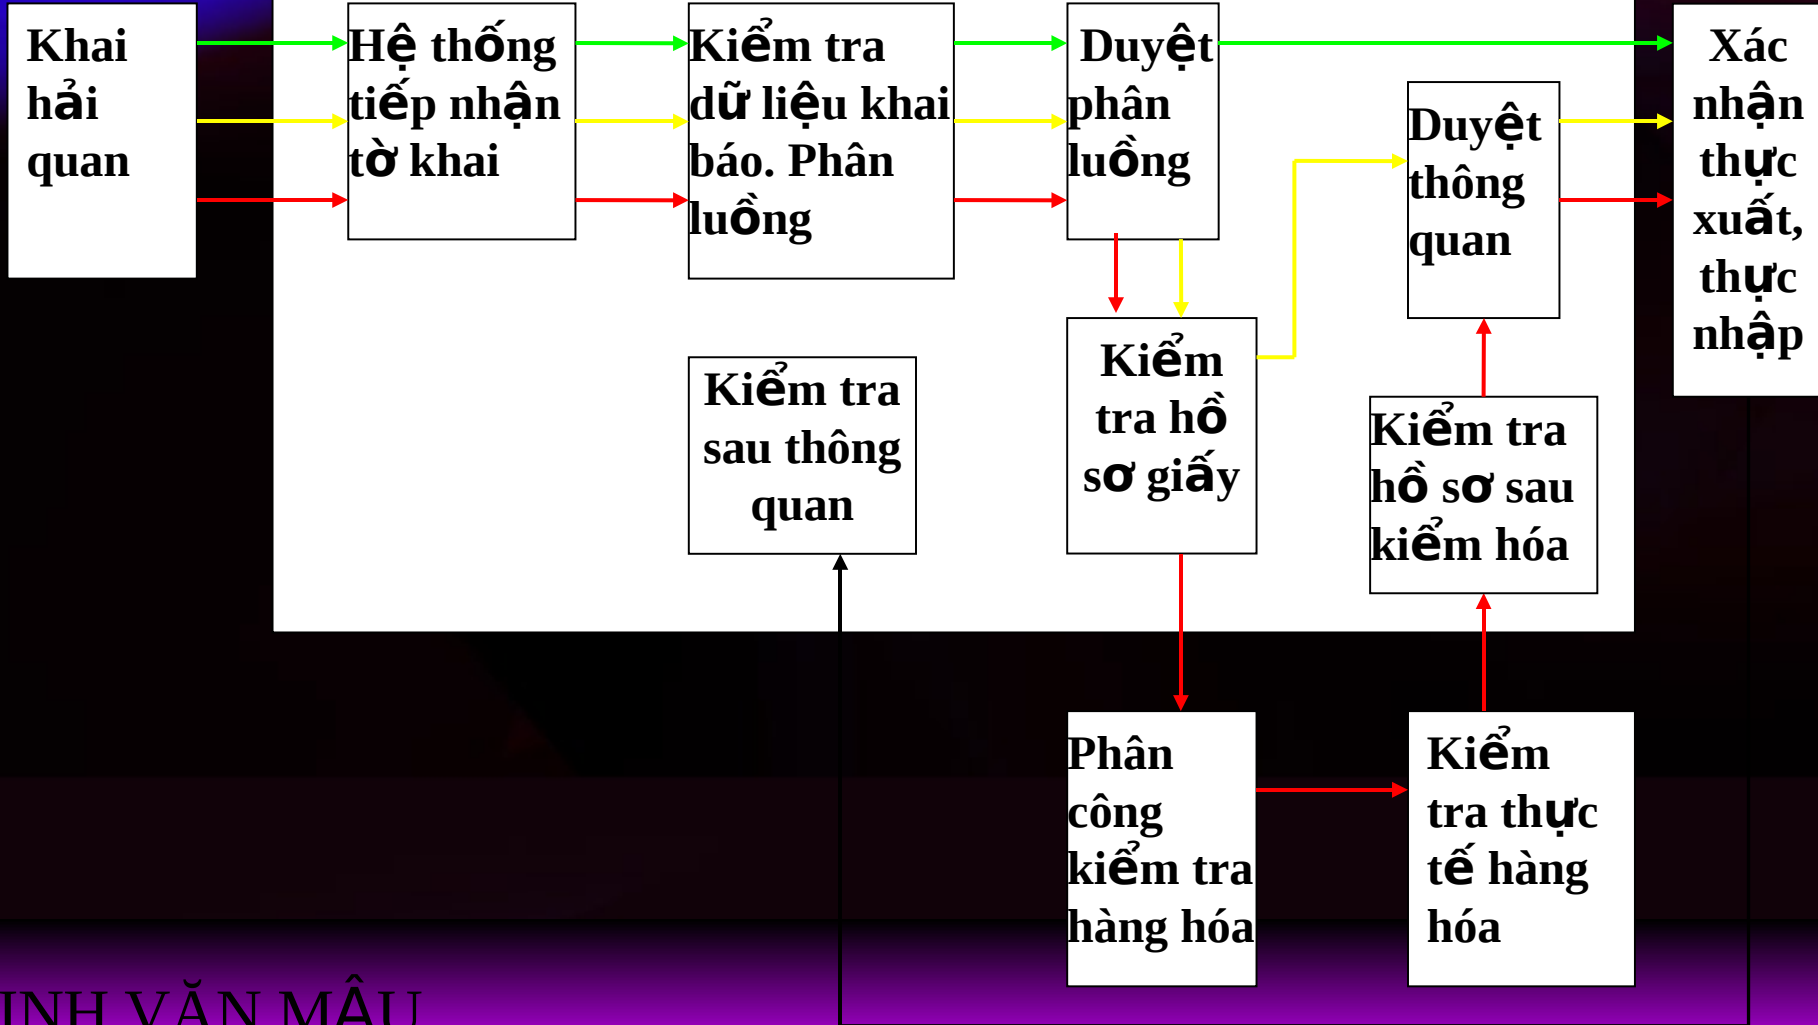 Khai
hải
quan
Hệ thống
tiếp nhận
tờ khai
Kiểm tra
dữ liệu khai
báo. Phân
luồng
Duyệt
phân
luồng
Duyệt
thông
quan
Xác
nhận
thực
xuất,
thực
nhập
Kiểm tra
sau thông
quan
Kiểm
tra hồ
sơ giấy
Kiểm tra
hồ sơ sau
kiểm hóa
Phân
công
kiểm tra
hàng hóa
Kiểm
tra thực
tế hàng
hóa
INH VĂN MẬU